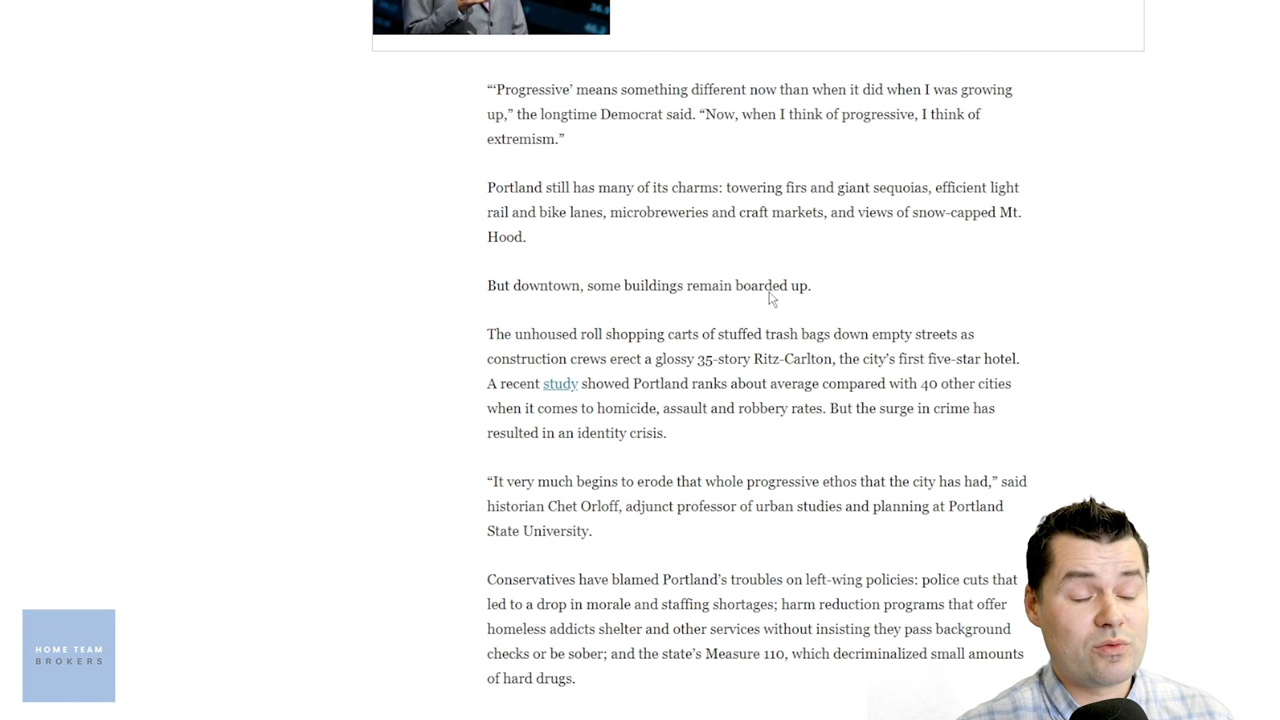 36.9
46.2
“‘Progressive’ means something different now than when it did when I was growing
up,” the longtime Democrat said. “Now, when I think of progressive, I think of
extremism.”
Portland still has many of its charms: towering firs and giant sequoias, efficient light
rail and bike lanes, microbreweries and craft markets, and views of snow-capped Mt.
Hood.
But downtown, some buildings remain boarded up.
The unhoused roll shopping carts of stuffed trash bags down empty streets as
construction crews erect a glossy 35-story Ritz-Carlton, the city’s first five-star hotel.
A recent study showed Portland ranks about average compared with 40 other cities
when it comes to homicide, assault and robbery rates. But the surge in crime has
resulted in an identity crisis.
“It very much begins to erode that whole progressive ethos that the city has had,” said
historian Chet Orloff, adjunct professor of urban studies and planning at Portland
State University.
Conservatives have blamed Portland’s troubles on left-wing policies: police cuts that
led to a drop in morale and staffing shortages; harm reduction programs that offer
homeless addicts shelter and other services without insisting they pass background
checks or be sober; and the state’s Measure 110, which decriminalized small amounts
of hard drugs.
HOME TEAM
BROKERS